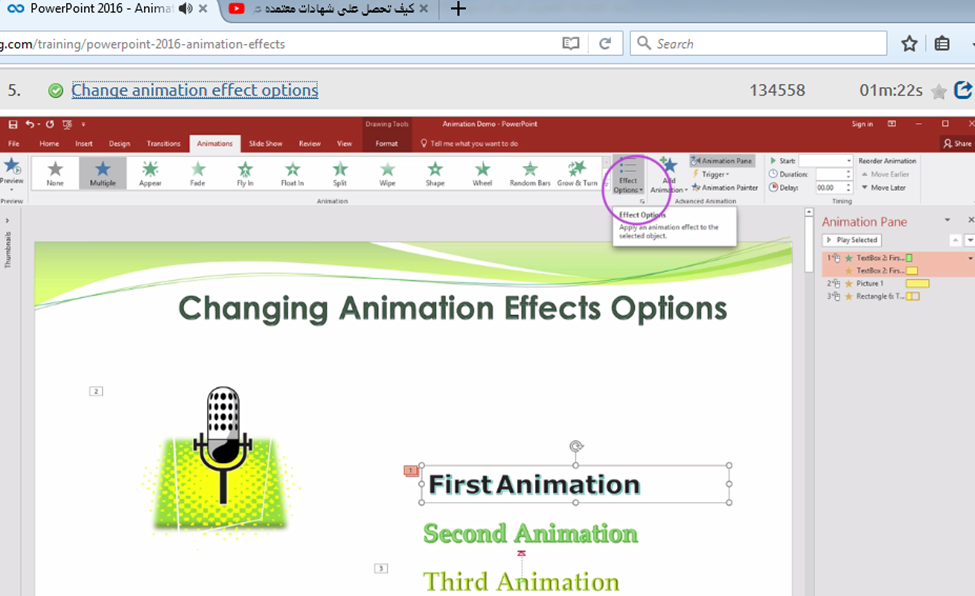 PowerPoint 2016 - Anima
كيف تحصل على شهادات معتمده
g.com/training/powerpoint-2016-animation-effects
Search
5. Change animation effect options 134558 01m:22s
Drawing Tools Animation Demo - PowerPoint Sign in
File Home Insert Design Transitions Animations Slide Show Review View Format Tell me what you want to do Share
Preview None Multiple Appear Fade Fly In Float In Split Wipe Shape Wheel Random Bars Grow & Turn
Effect Options Add Animation
Animation Pane
Trigger
Animation Painter
Start:
Duration:
Delay: 00.00
Reorder Animation
Move Earlier
Move Later
Preview Animation Advanced Animation Timing
Effect Options
Apply an animation effect to the
selected object.
Thumbnails
Animation Pane
Play Selected
1 TextBox 2: Firs...
TextBox 2: Firs...
2 Picture 1
3 Rectangle 6: T...
Changing Animation Effects Options
2
1
First Animation
Second Animation
3
Third Animation